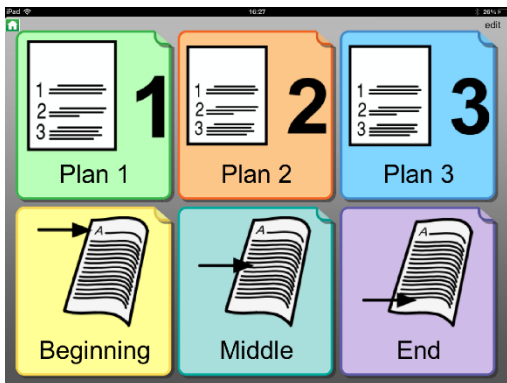 iPad 16:27 26%
edit
1 2 3 1
Plan 1
1 2 3 2
Plan 2
1 2 3 3
Plan 3
A
Beginning
A
Middle
A
End